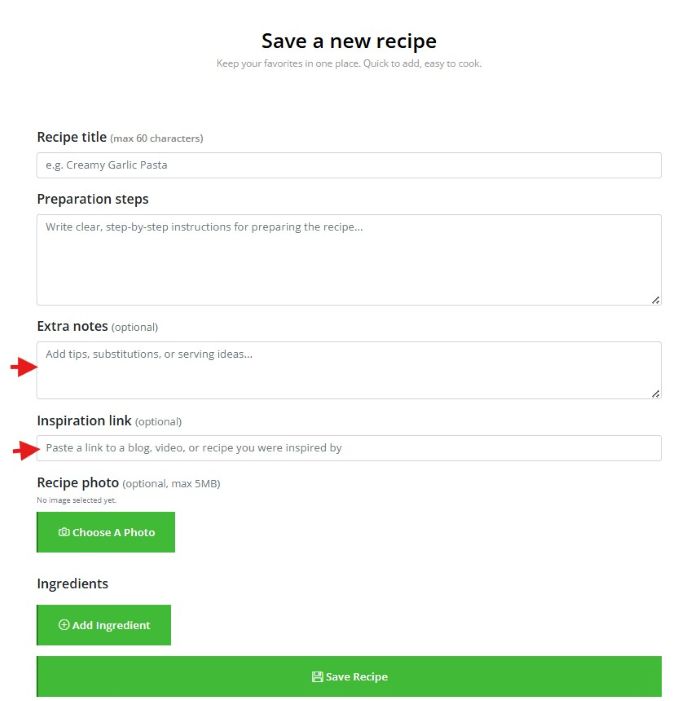 Save a new recipe
Keep your favorites in one place. Quick to add, easy to cook.
Recipe title (max 60 characters)
e.g. Creamy Garlic Pasta
Preparation steps
Write clear, step-by-step instructions for preparing the recipe...
Extra notes (optional)
Add tips, substitutions, or serving ideas...
Inspiration link (optional)
Paste a link to a blog, video, or recipe you were inspired by
Recipe photo (optional, max 5MB)
No image selected yet.
Choose A Photo
Ingredients
Add Ingredient
Save Recipe